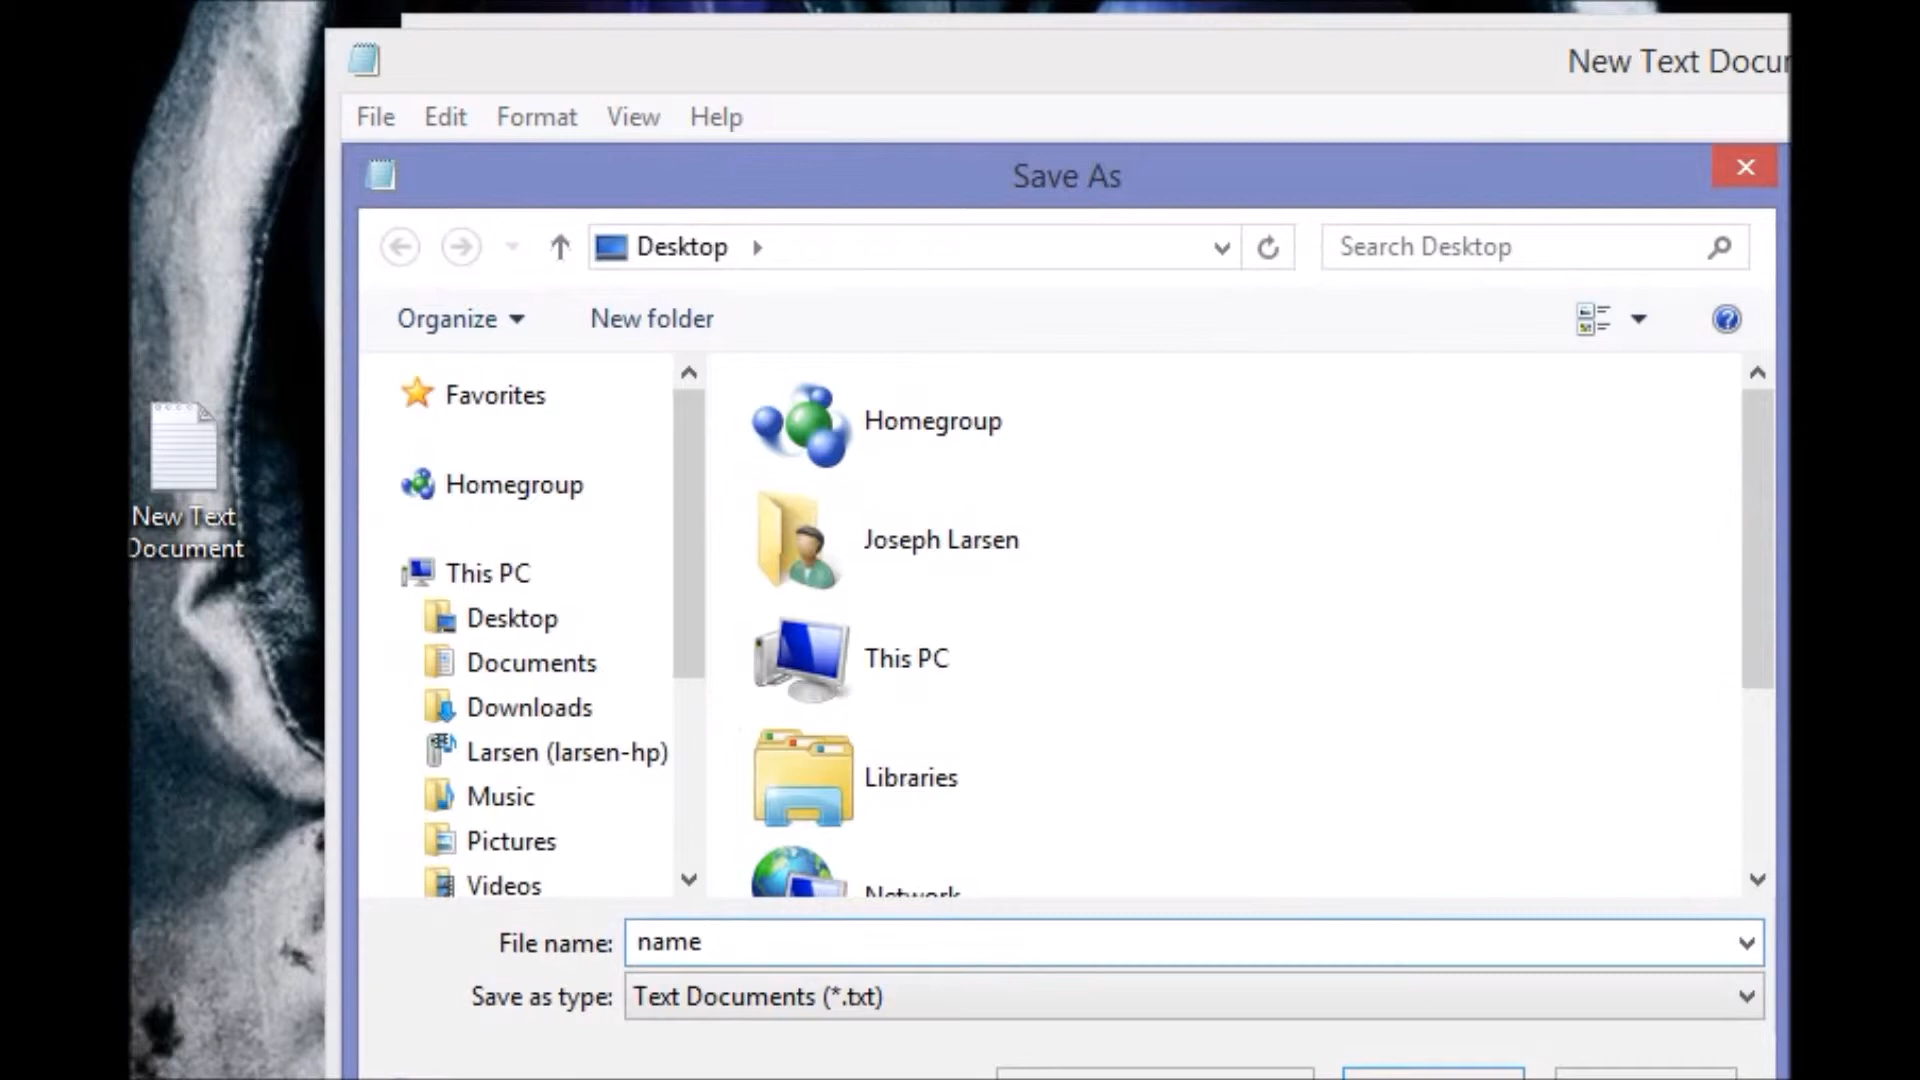 New Text Docu
File Edit Format View Help
Save As
Desktop
Search Desktop
Organize
New folder
Favorites
Homegroup
This PC
Desktop
Documents
Downloads
Larsen (larsen-hp)
Music
Pictures
Videos
Homegroup
Joseph Larsen
This PC
Libraries
Network
New Text
Document
File name: name
Save as type: Text Documents (*.txt)